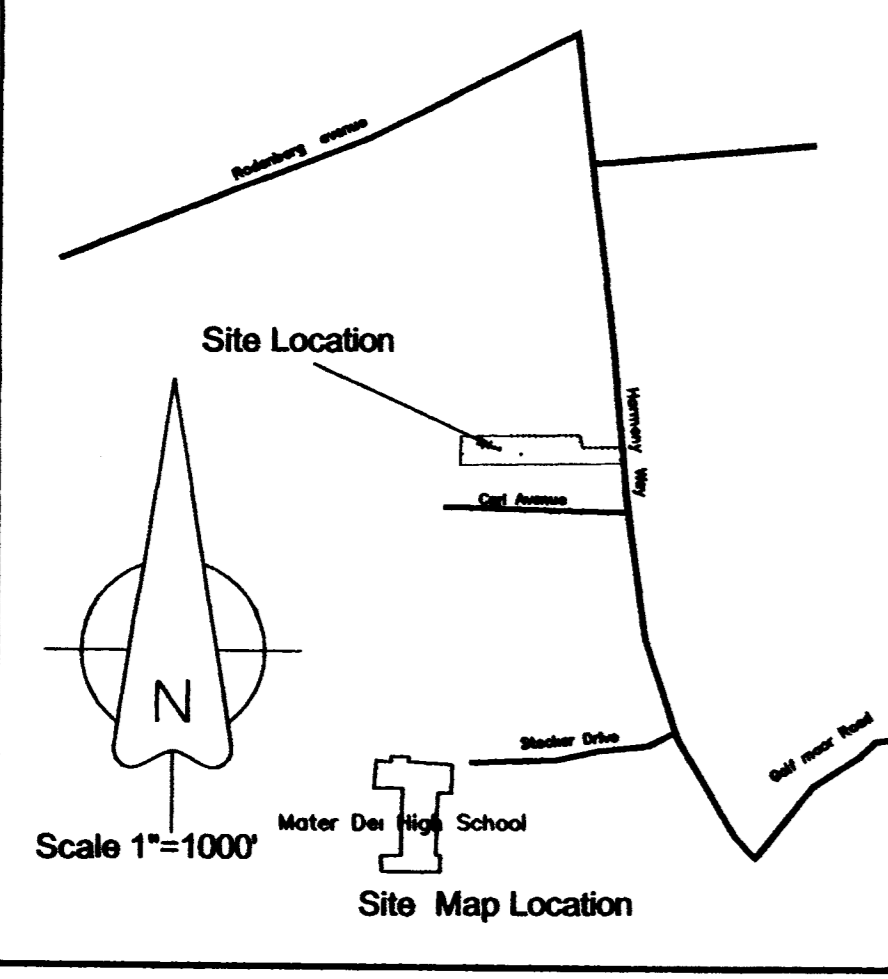 Rodenberg avenue
Site Location
Harmony Way
Carl Avenue
N
Stocker Drive
Golf moor Road
Mater Dei High School
Scale 1"=1000'
Site Map Location